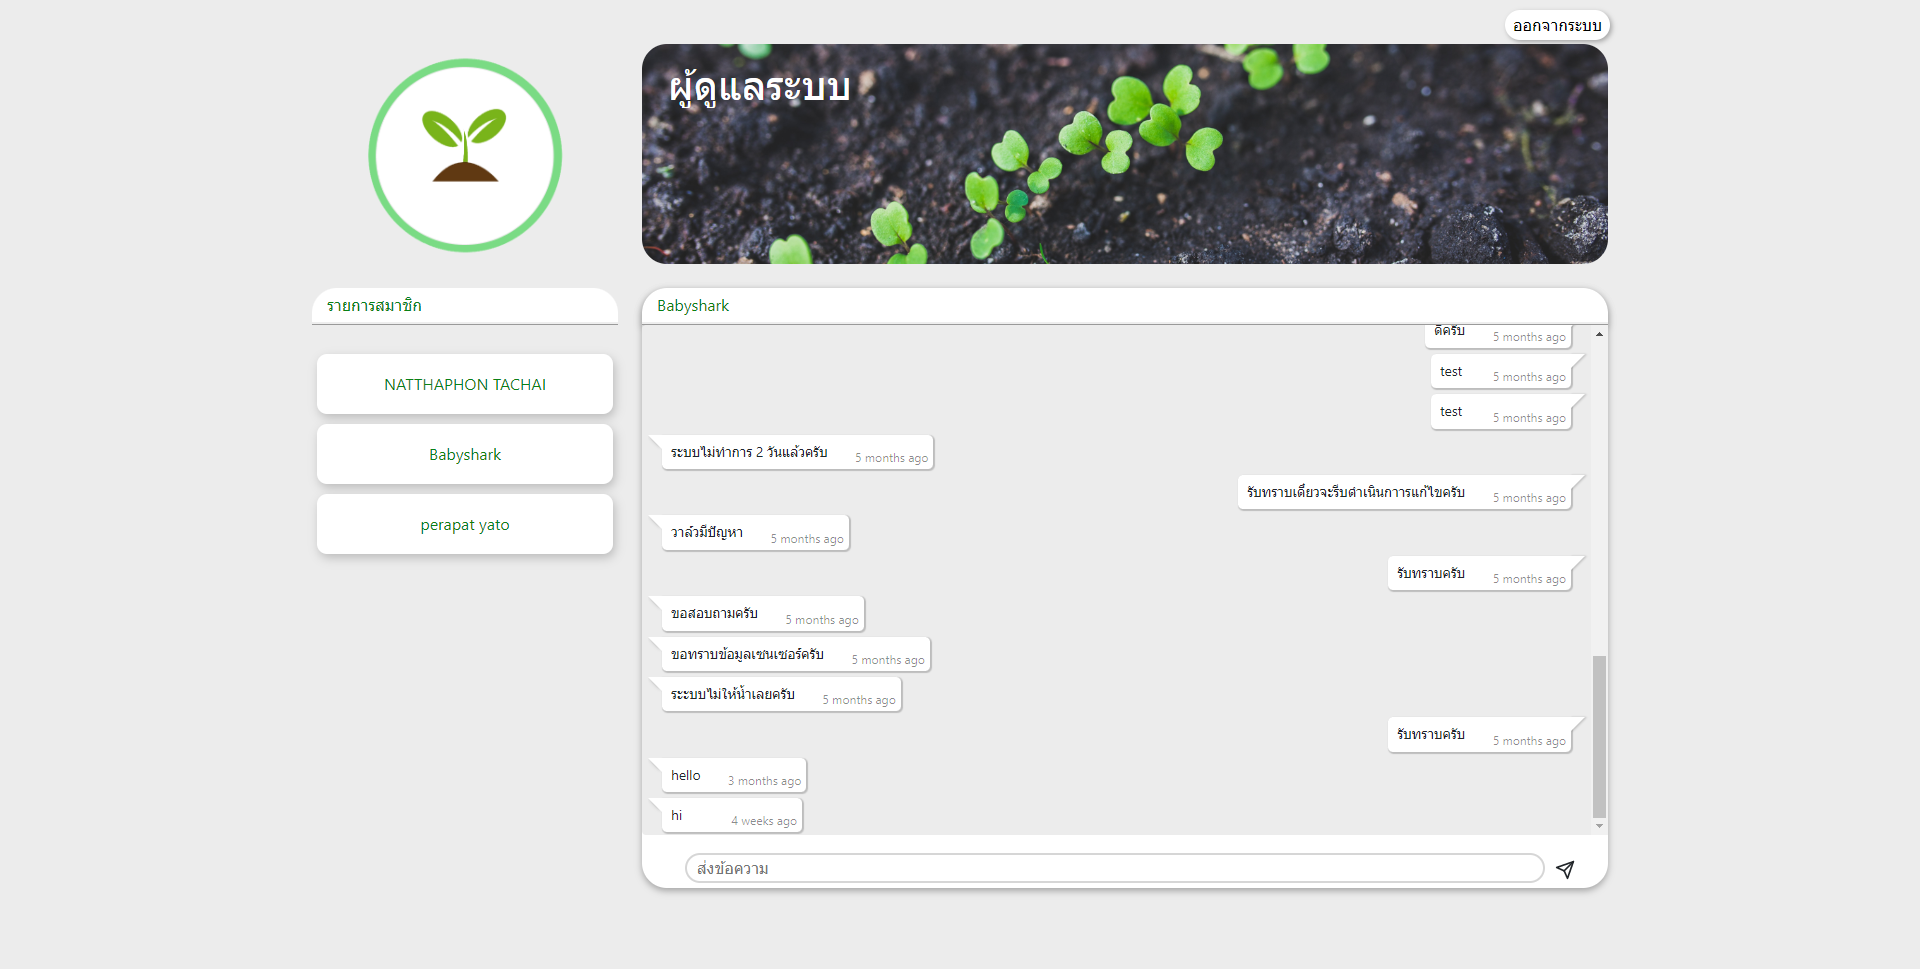 ออกจากระบบ
ผู้ดูแลระบบ
รายการสมาชิก
NATTHAPHON TACHAI
Babyshark
perapat yato
Babyshark
ดีครับ 5 months ago
test 5 months ago
test 5 months ago
ระบบไม่ทำการ 2 วันแล้วครับ 5 months ago
รับทราบเดี๋ยวจะรีบดำเนินกาารแก้ไขครับ 5 months ago
วาล์วมีปัญหา 5 months ago
รับทราบครับ 5 months ago
ขอสอบถามครับ 5 months ago
ขอทราบข้อมูลเซนเซอร์ครับ 5 months ago
ระะบบไม่ให้น้ำเลยครับ 5 months ago
รับทราบครับ 5 months ago
hello 3 months ago
hi 4 weeks ago
ส่งข้อความ